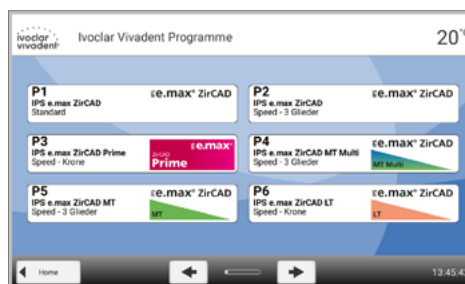 ivoclar
vivadent
Ivoclar Vivadent Programme
20°
P1
IPS e.max ZirCAD
Standard
e.max® ZirCAD
P2
IPS e.max ZirCAD
Speed - 3 Glieder
e.max® ZirCAD
P3
IPS e.max ZirCAD Prime
Speed - Krone
e.max®
ZirCAD
Prime
P4
IPS e.max ZirCAD MT Multi
Speed - 3 Glieder
e.max® ZirCAD
MT Multi
P5
IPS e.max ZirCAD MT
Speed - 3 Glieder
e.max® ZirCAD
MT
P6
IPS e.max ZirCAD LT
Speed - Krone
e.max® ZirCAD
LT
Home
13:45:4